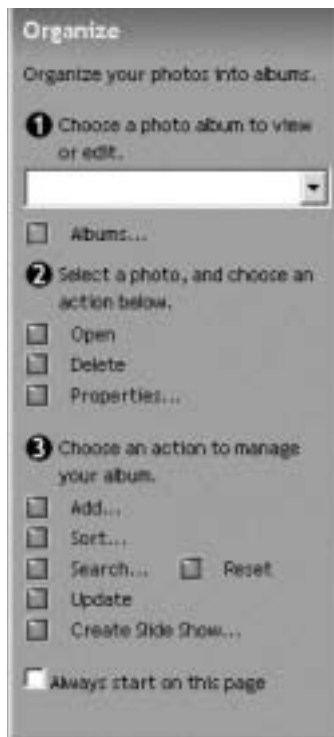 Organize
Organize your photos into albums.
1 Choose a photo album to view
or edit.
Albums...
2 Select a photo, and choose an
action below.
Open
Delete
Properties...
3 Choose an action to manage
your album.
Add...
Sort...
Search... Reset
Update
Create Slide Show...
Always start on this page